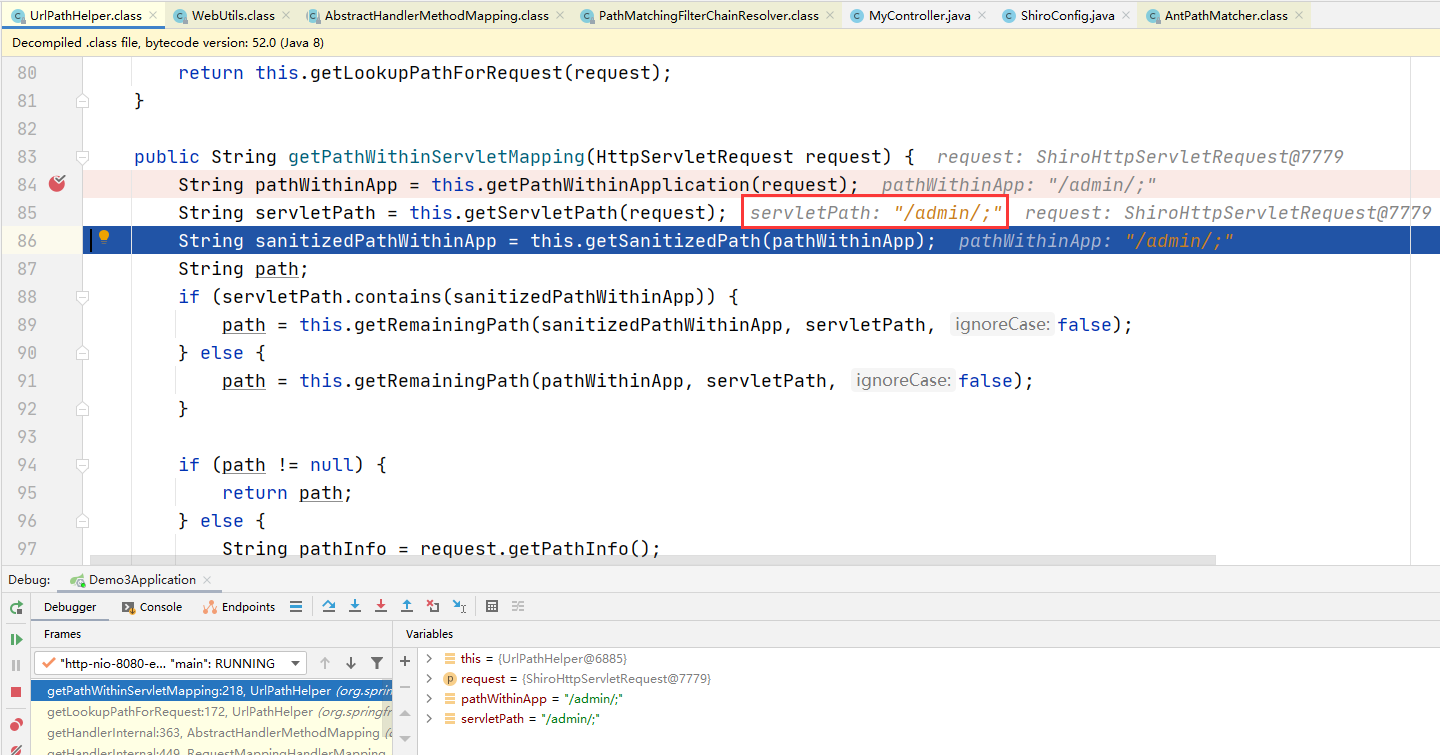 UrlPathHelper.class WebUtils.class AbstractHandlerMethodMapping.class PathMatchingFilterChainResolver.class MyController.java ShiroConfig.java AntPathMatcher.class
Decompiled .class file, bytecode version: 52.0 (Java 8)
80 return this.getLookupPathForRequest(request);
81 }
82
83 public String getPathWithinServletMapping(HttpServletRequest request) { request: ShiroHttpServletRequest@7779
84 String pathWithinApp = this.getPathWithinApplication(request); pathWithinApp: "/admin/;"
85 String servletPath = this.getServletPath(request); servletPath: "/admin/;" request: ShiroHttpServletRequest@7779
86 String sanitizedPathWithinApp = this.getSanitizedPath(pathWithinApp); pathWithinApp: "/admin/;"
87 String path;
88 if (servletPath.contains(sanitizedPathWithinApp)) {
89 path = this.getRemainingPath(sanitizedPathWithinApp, servletPath, ignoreCase: false);
90 } else {
91 path = this.getRemainingPath(pathWithinApp, servletPath, ignoreCase: false);
92 }
93
94 if (path != null) {
95 return path;
96 } else {
97 String pathInfo = request.getPathInfo();
Debug: Demo3Application
Debugger Console Endpoints
Frames Variables
"http-nio-8080-e... "main": RUNNING
this = {UrlPathHelper@6885}
request = {ShiroHttpServletRequest@7779}
pathWithinApp = "/admin/;"
servletPath = "/admin/;"
getPathWithinServletMapping:218, UrlPathHelper (org.spring
getLookupPathForRequest:172, UrlPathHelper (org.springfr
getHandlerInternal:363, AbstractHandlerMethodMapping
getHandlerInternal:449, RequestMappingHandlerMapping